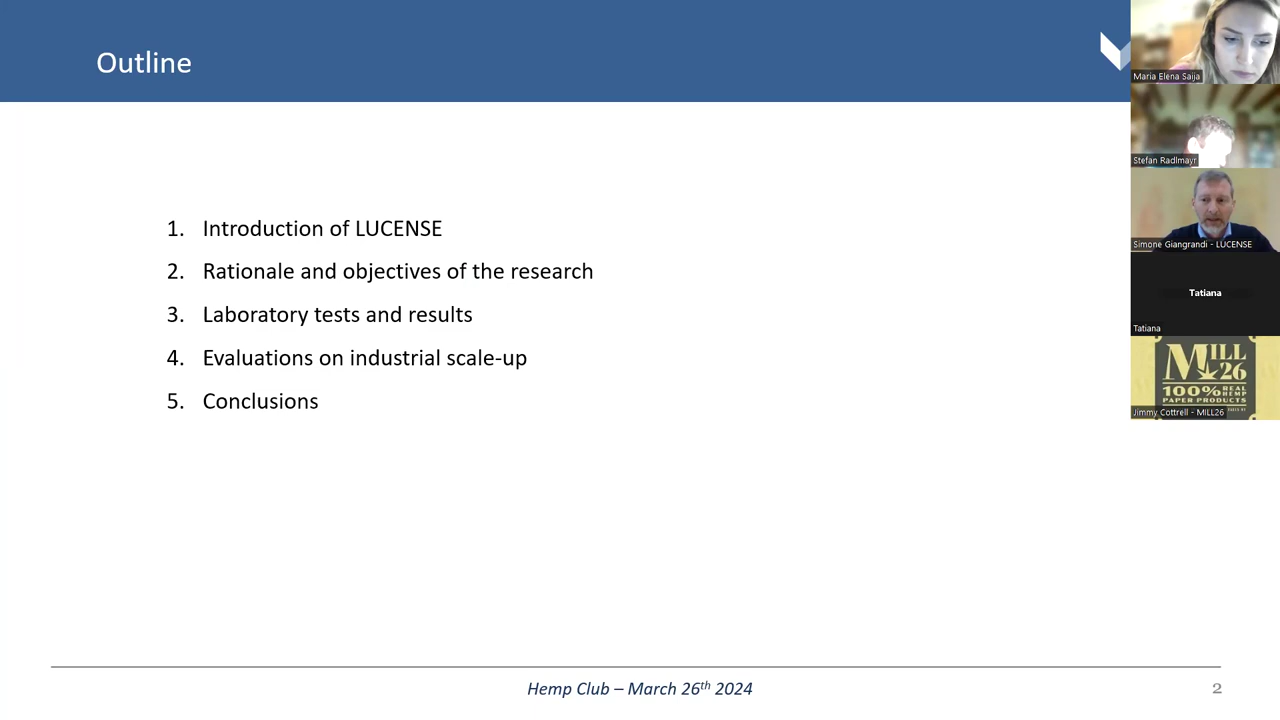 Outline
1. Introduction of LUCENSE
2. Rationale and objectives of the research
3. Laboratory tests and results
4. Evaluations on industrial scale-up
5. Conclusions
Hemp Club – March 26th 2024
2
Maria Elena Saija
Stefan Radlmayr
Simone Giangrandi - LUCENSE
Tatiana
Tatiana
MILL
26
100% REAL HEMP
PAPER PRODUCTS
Jimmy Cottrell - MILL26